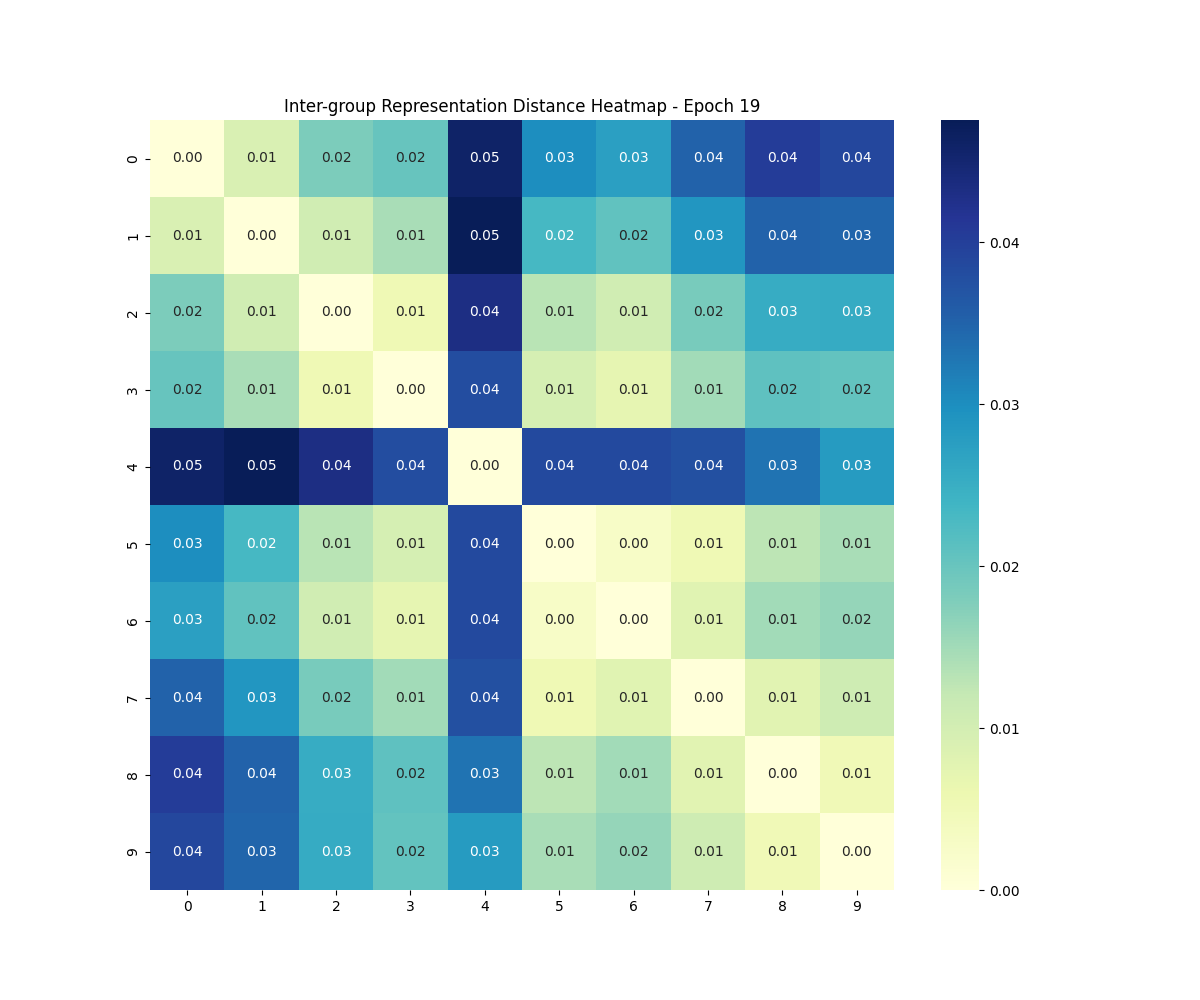 Inter-group Representation Distance Heatmap - Epoch 19
0 0.00 0.01 0.02 0.02 0.05 0.03 0.03 0.04 0.04 0.04
1 0.01 0.00 0.01 0.01 0.05 0.02 0.02 0.03 0.04 0.03
0.04
2 0.02 0.01 0.00 0.01 0.04 0.01 0.01 0.02 0.03 0.03
3 0.02 0.01 0.01 0.00 0.04 0.01 0.01 0.01 0.02 0.02
0.03
4 0.05 0.05 0.04 0.04 0.00 0.04 0.04 0.04 0.03 0.03
5 0.03 0.02 0.01 0.01 0.04 0.00 0.00 0.01 0.01 0.01
0.02
6 0.03 0.02 0.01 0.01 0.04 0.00 0.00 0.01 0.01 0.02
7 0.04 0.03 0.02 0.01 0.04 0.01 0.01 0.00 0.01 0.01
0.01
8 0.04 0.04 0.03 0.02 0.03 0.01 0.01 0.01 0.00 0.01
9 0.04 0.03 0.03 0.02 0.03 0.01 0.02 0.01 0.01 0.00
0.00
0 1 2 3 4 5 6 7 8 9